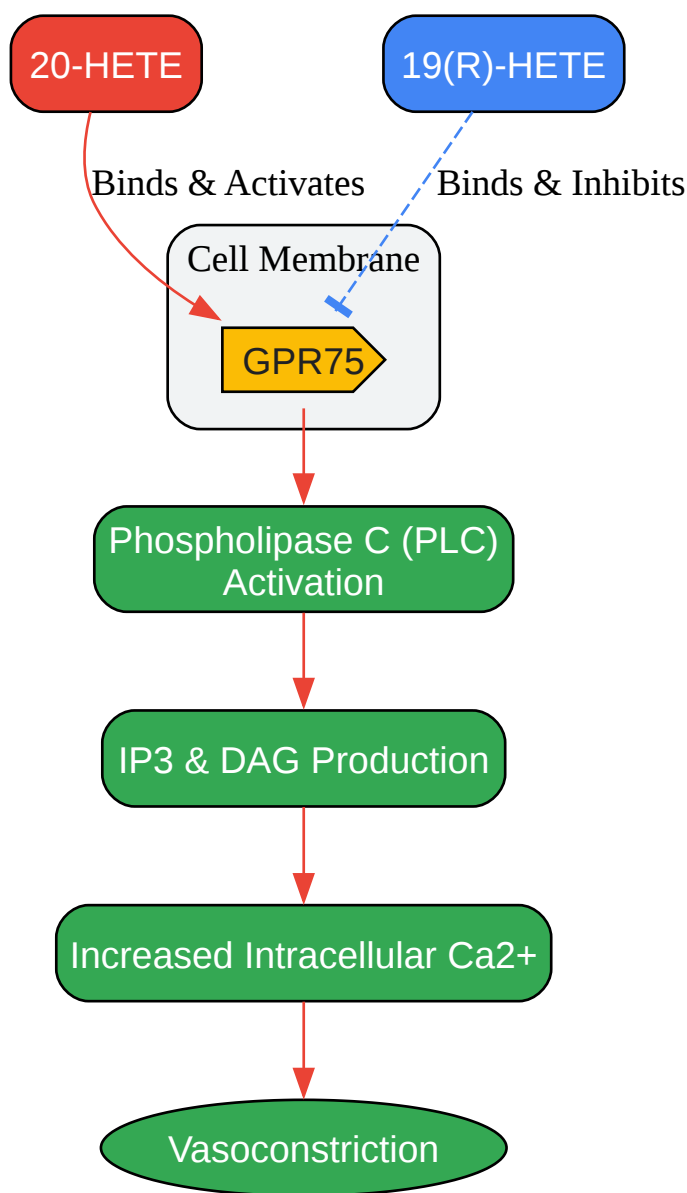 20-HETE
19(R)-HETE
Binds & Activates
Binds & Inhibits
Cell Membrane
GPR75
Phospholipase C (PLC)
Activation
IP3 & DAG Production
Increased Intracellular Ca2+
Vasoconstriction